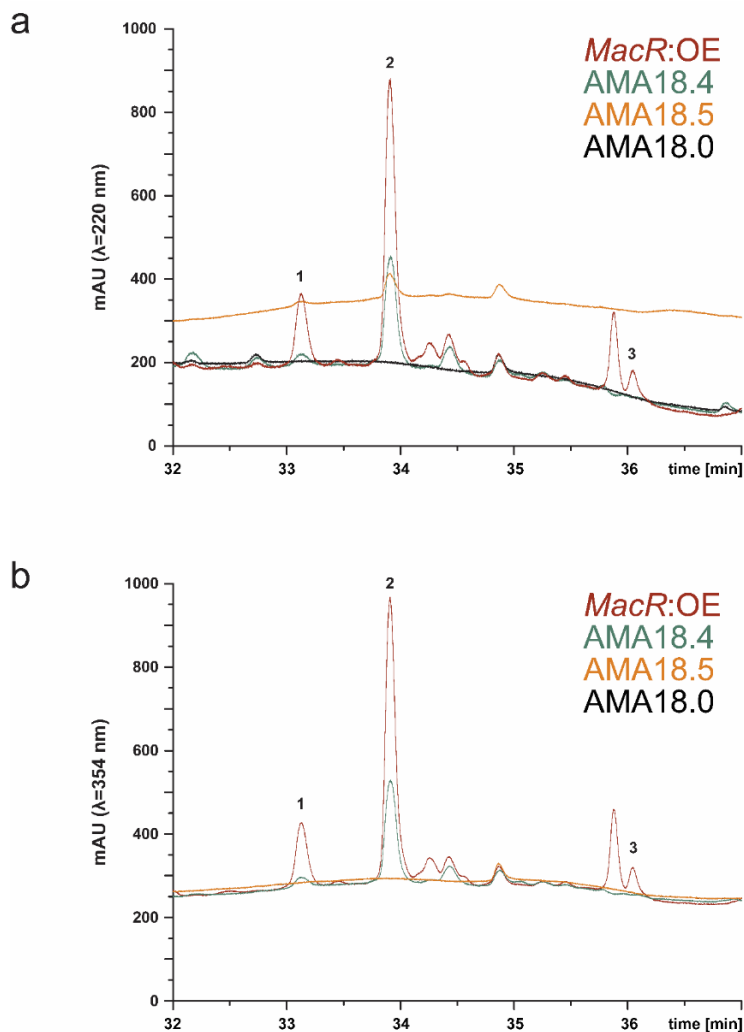 a
1000
800
600
400
200
0
mAU (λ=220 nm)
1
2
3
MacR:OE
AMA18.4
AMA18.5
AMA18.0
32 33 34 35 36 time [min]
b
1000
800
600
400
200
0
mAU (λ=354 nm)
1
2
3
MacR:OE
AMA18.4
AMA18.5
AMA18.0
32 33 34 35 36 time [min]